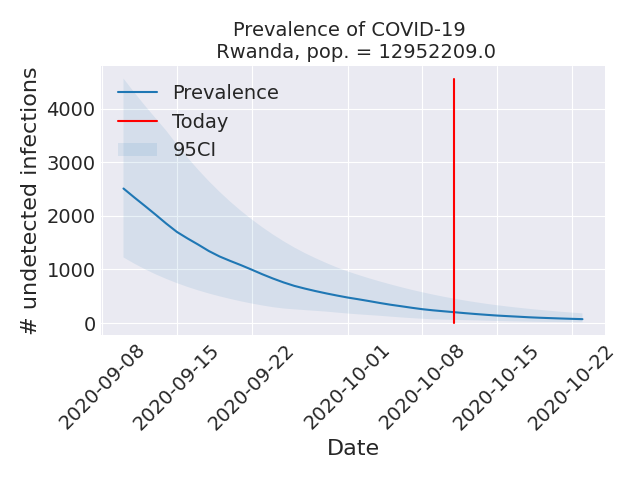 Prevalence of COVID-19
Rwanda, pop. = 12952209.0
# undetected infections
4000
3000
2000
1000
0
Prevalence
Today
95CI
2020-09-08
2020-09-15
2020-09-22
2020-10-01
2020-10-08
2020-10-15
2020-10-22
Date